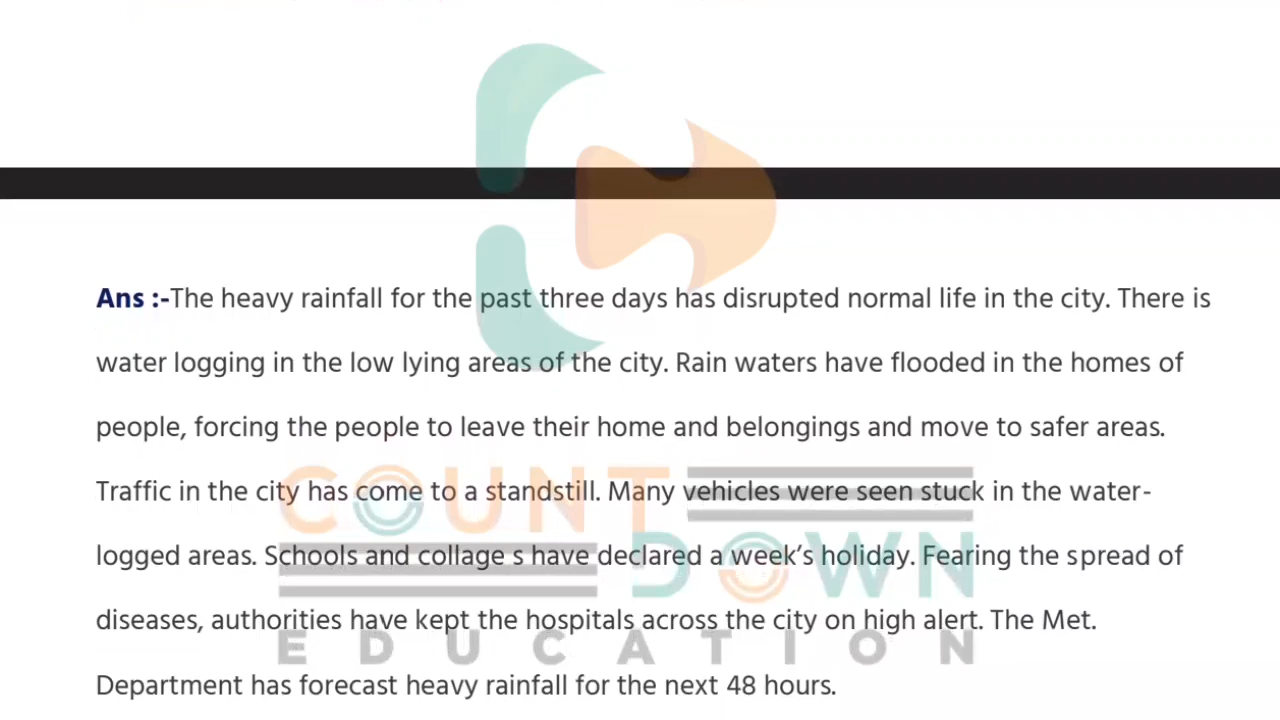 Ans :-The heavy rainfall for the past three days has disrupted normal life in the city. There is
water logging in the low lying areas of the city. Rain waters have flooded in the homes of
people, forcing the people to leave their home and belongings and move to safer areas.
Traffic in the city has come to a standstill. Many vehicles were seen stuck in the water-
logged areas. Schools and collage s have declared a week’s holiday. Fearing the spread of
diseases, authorities have kept the hospitals across the city on high alert. The Met.
Department has forecast heavy rainfall for the next 48 hours.
COUNT
DOWN
EDUCATION